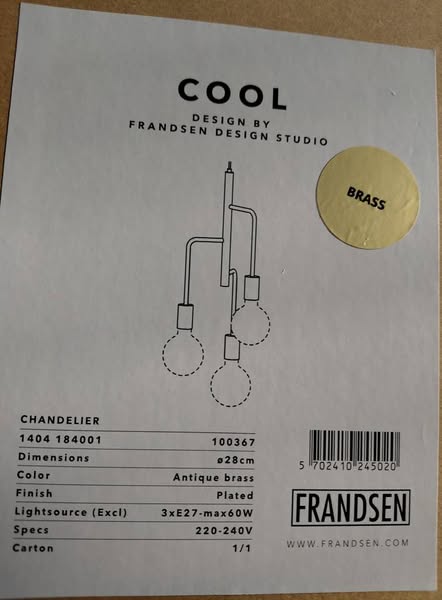 COOL
DESIGN BY
FRANDSEN DESIGN STUDIO
BRASS
CHANDELIER
1404 184001 100367
Dimensions ø28cm
Color Antique brass
Finish Plated
Lightsource (Excl) 3xE27-max60W
Specs 220-240V
Carton 1/1
5 702410 245020
FRANDSEN
WWW.FRANDSEN.COM